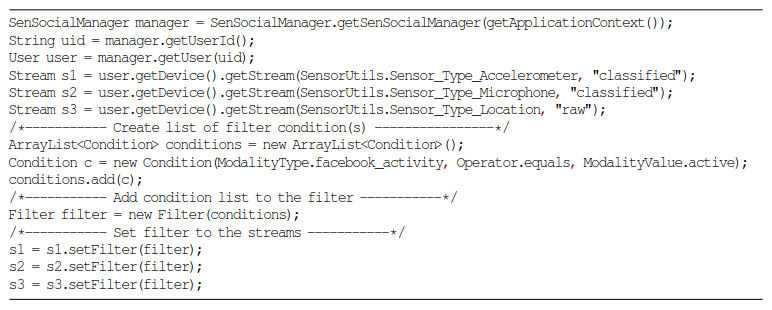 SenSocialManager manager = SenSocialManager.getSenSocialManager(getApplicationContext());
String uid = manager.getUserId();
User user = manager.getUser(uid);
Stream s1 = user.getDevice().getStream(SensorUtils.Sensor_Type_Accelerometer, "classified");
Stream s2 = user.getDevice().getStream(SensorUtils.Sensor_Type_Microphone, "classified");
Stream s3 = user.getDevice().getStream(SensorUtils.Sensor_Type_Location, "raw");
/*----------- Create list of filter condition(s) ----------------*/
ArrayList<Condition> conditions = new ArrayList<Condition>();
Condition c = new Condition(ModalityType.facebook_activity, Operator.equals, ModalityValue.active);
conditions.add(c);
/*----------- Add condition list to the filter -----------*/
Filter filter = new Filter(conditions);
/*----------- Set filter to the streams -----------*/
s1 = s1.setFilter(filter);
s2 = s2.setFilter(filter);
s3 = s3.setFilter(filter);